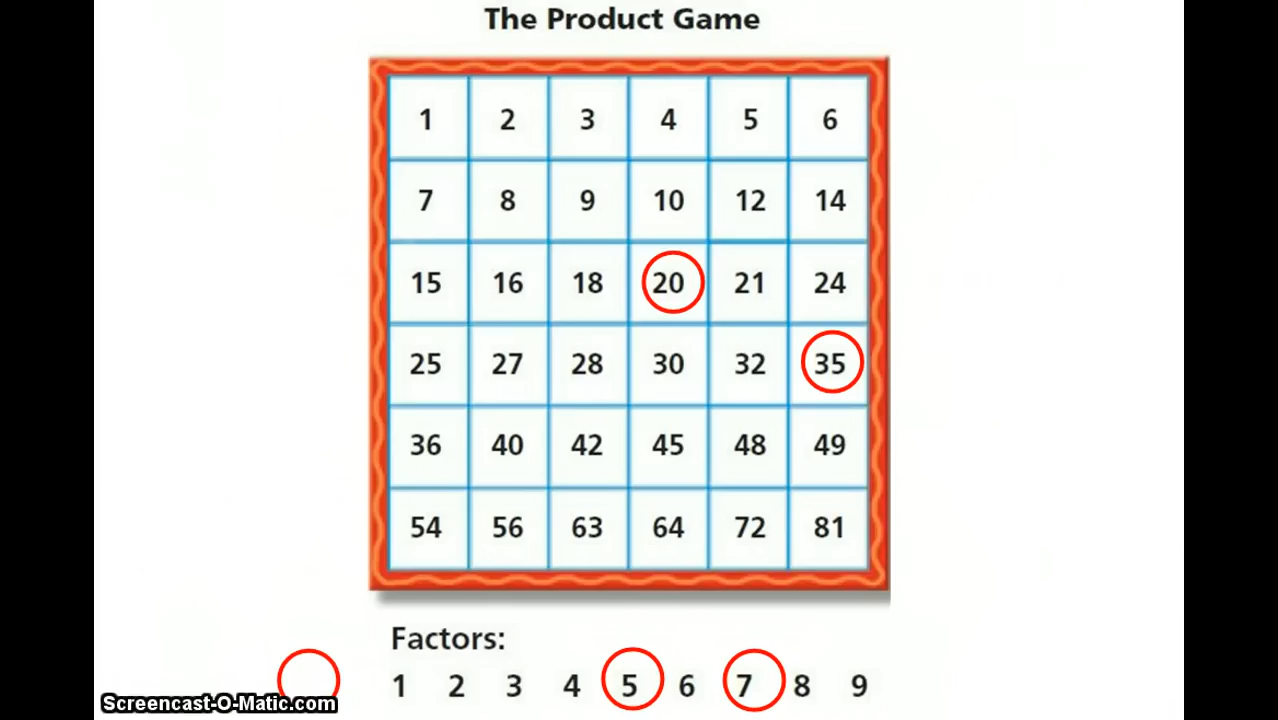 The Product Game
1 2 3 4 5 6
7 8 9 10 12 14
15 16 18 20 21 24
25 27 28 30 32 35
36 40 42 45 48 49
54 56 63 64 72 81
Factors:
1 2 3 4 5 6 7 8 9
Screencast-O-Matic.com